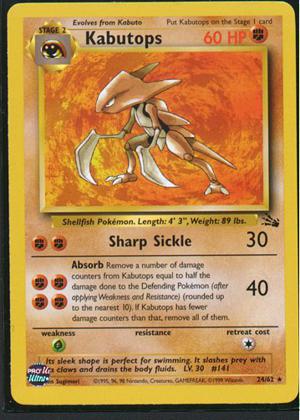 Evolves from Kabuto
Put Kabutops on the Stage 1 card
STAGE 2
Kabutops
60 HP
Shellfish Pokémon. Length: 4' 3", Weight: 89 lbs.
Sharp Sickle 30
Absorb Remove a number of damage
counters from Kabutops equal to half the
damage done to the Defending Pokémon (after
applying Weakness and Resistance) (rounded up
to the nearest 10). If Kabutops has fewer
damage counters than that, remove all of them.
40
weakness
resistance
retreat cost
Its sleek shape is perfect for swimming. It slashes prey with
its claws and drains the body fluids. LV. 30 #141
Sugimori
©1995, 96, 98 Nintendo, Creatures, GAMEFREAK. ©1999 Wizards.
24/62